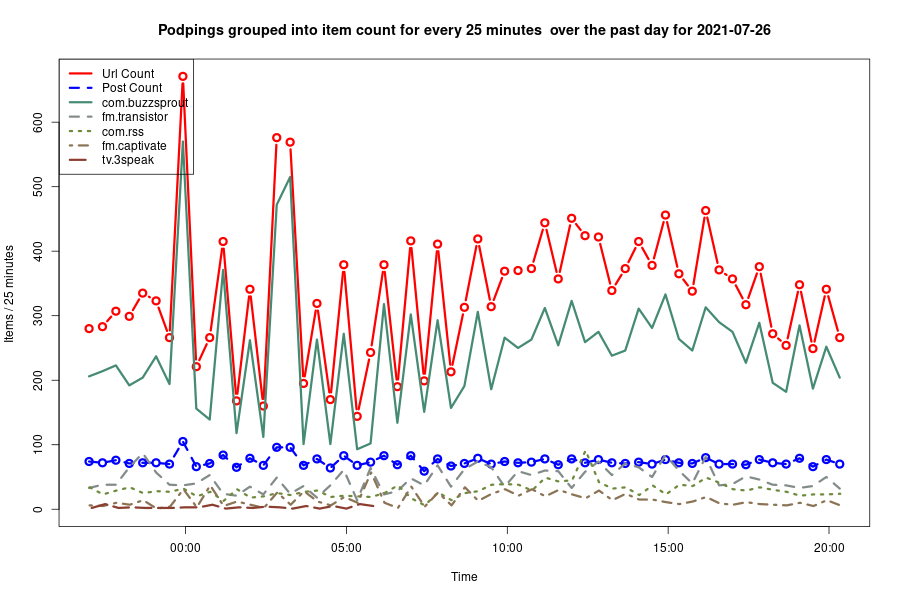 Podpings grouped into item count for every 25 minutes  over the past day for 2021-07-26
Url Count
Post Count
com.buzzsprout
fm.transistor
com.rss
fm.captivate
tv.3speak
Items / 25 minutes
600
500
400
300
200
100
0
00:00 05:00 10:00 15:00 20:00
Time